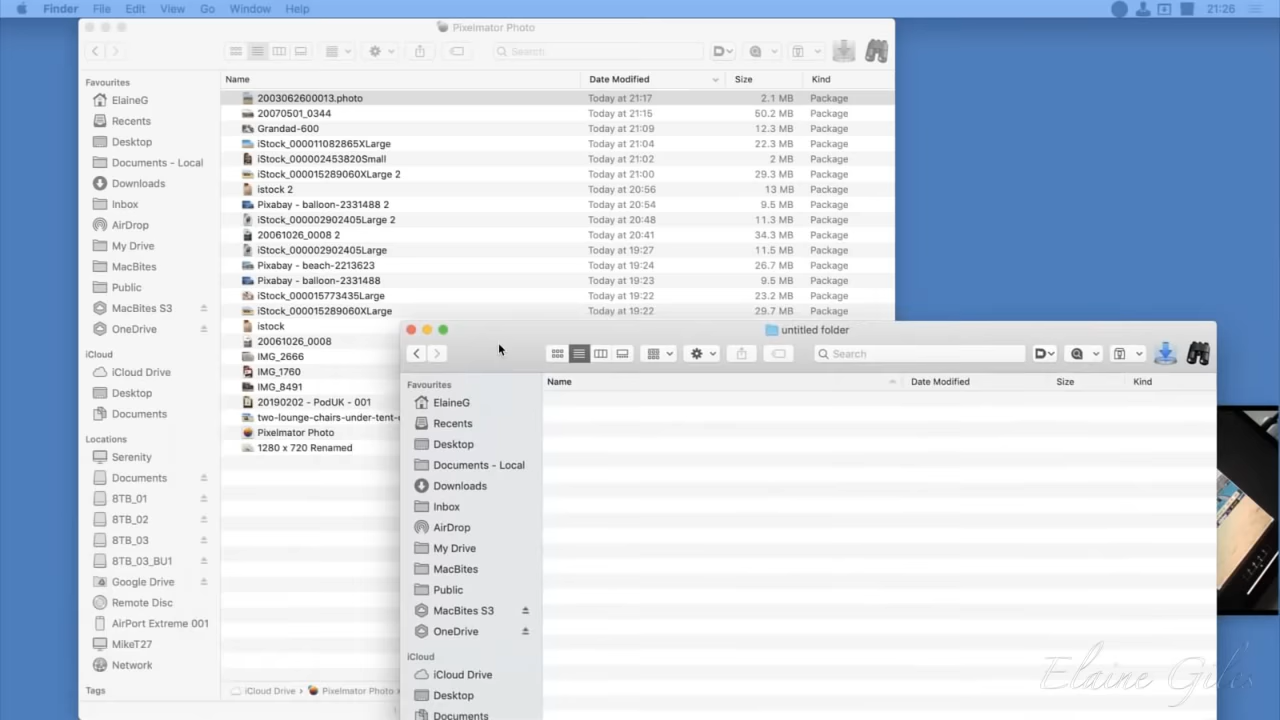 Finder File Edit View Go Window Help 21:26
Pixelmator Photo
Search
Favourites
ElaineG
Recents
Desktop
Documents - Local
Downloads
Inbox
AirDrop
My Drive
MacBites
Public
MacBites S3
OneDrive
iCloud
iCloud Drive
Desktop
Documents
Locations
Serenity
Documents
8TB_01
8TB_02
8TB_03
8TB_03_BU1
Google Drive
Remote Disc
AirPort Extreme 001
MikeT27
Network
Tags
Name Date Modified Size Kind
2003062600013.photo Today at 21:17 2.1 MB Package
20070501_0344 Today at 21:15 50.2 MB Package
Grandad-600 Today at 21:09 12.3 MB Package
iStock_000011082865XLarge Today at 21:04 22.3 MB Package
iStock_000002453820Small Today at 21:02 2 MB Package
iStock_000015289060XLarge 2 Today at 21:00 29.3 MB Package
istock 2 Today at 20:56 13 MB Package
Pixabay - balloon-2331488 2 Today at 20:54 9.5 MB Package
iStock_000002902405Large 2 Today at 20:48 11.3 MB Package
20061026_0008 2 Today at 20:41 34.3 MB Package
iStock_000002902405Large Today at 19:27 11.5 MB Package
Pixabay - beach-2213623 Today at 19:24 26.7 MB Package
Pixabay - balloon-2331488 Today at 19:23 9.5 MB Package
iStock_000015773435Large Today at 19:22 23.2 MB Package
iStock_000015289060XLarge Today at 19:22 29.7 MB Package
istock
20061026_0008
IMG_2666
IMG_1760
IMG_8491
20190202 - PodUK - 001
two-lounge-chairs-under-tent-
Pixelmator Photo
1280 x 720 Renamed
iCloud Drive › Pixelmator Photo ›
untitled folder
Search
Favourites
ElaineG
Recents
Desktop
Documents - Local
Downloads
Inbox
AirDrop
My Drive
MacBites
Public
MacBites S3
OneDrive
iCloud
iCloud Drive
Desktop
Documents
Name Date Modified Size Kind
Elaine Giles